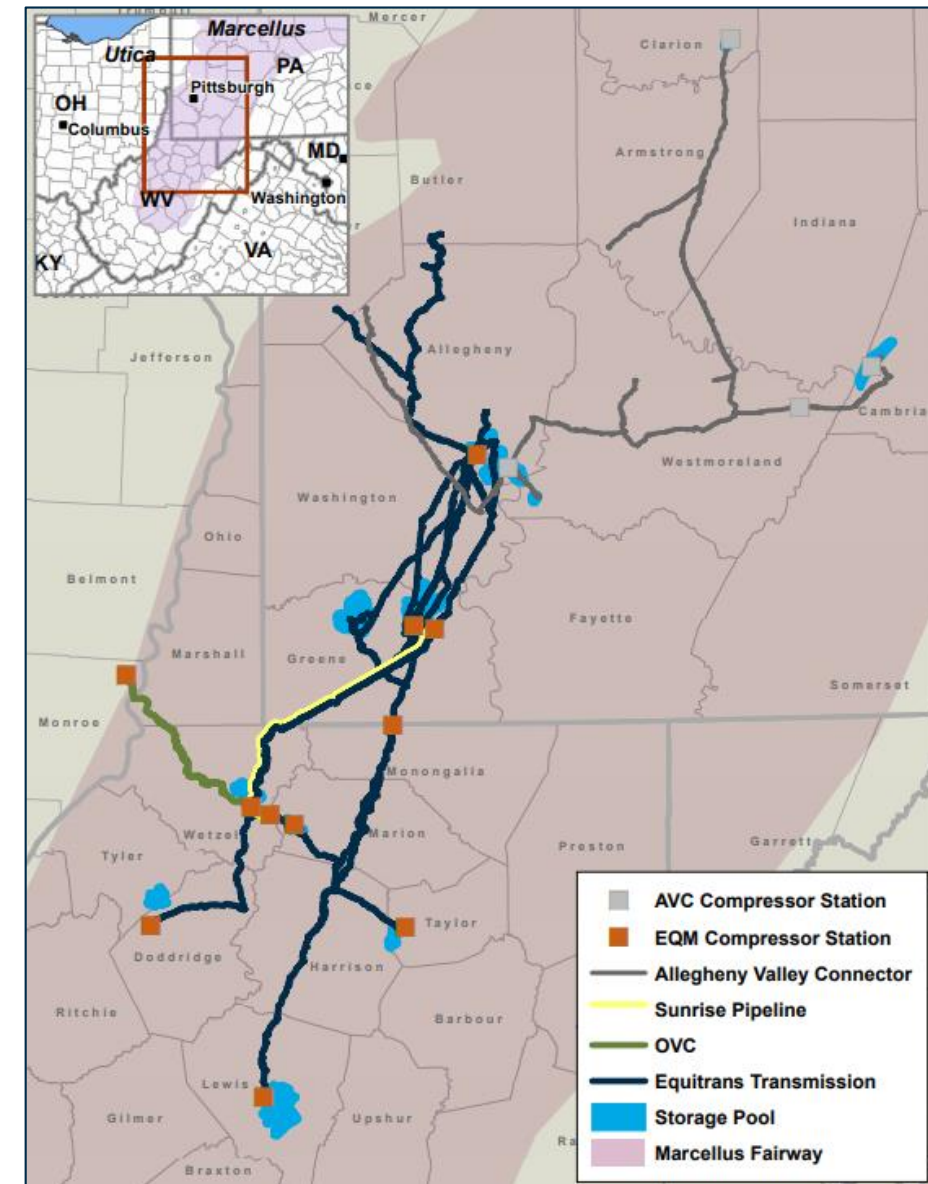 Marcellus
Utica
PA
Pittsburgh
OH
Columbus
MD
Washington
WV
VA
KY
Mercer
Clarion
Armstrong
Butler
Indiana
Jefferson
Allegheny
Cambria
Westmoreland
Washington
Ohio
Belmont
Fayette
Marshall
Greene
Somerset
Monroe
Monongalia
Wetzel
Marion
Preston
Garrett
Tyler
Taylor
Doddridge
Harrison
Ritchie
Barbour
Lewis
Gilmer
Upshur
Braxton
AVC Compressor Station
EQM Compressor Station
Allegheny Valley Connector
Sunrise Pipeline
OVC
Equitrans Transmission
Storage Pool
Marcellus Fairway